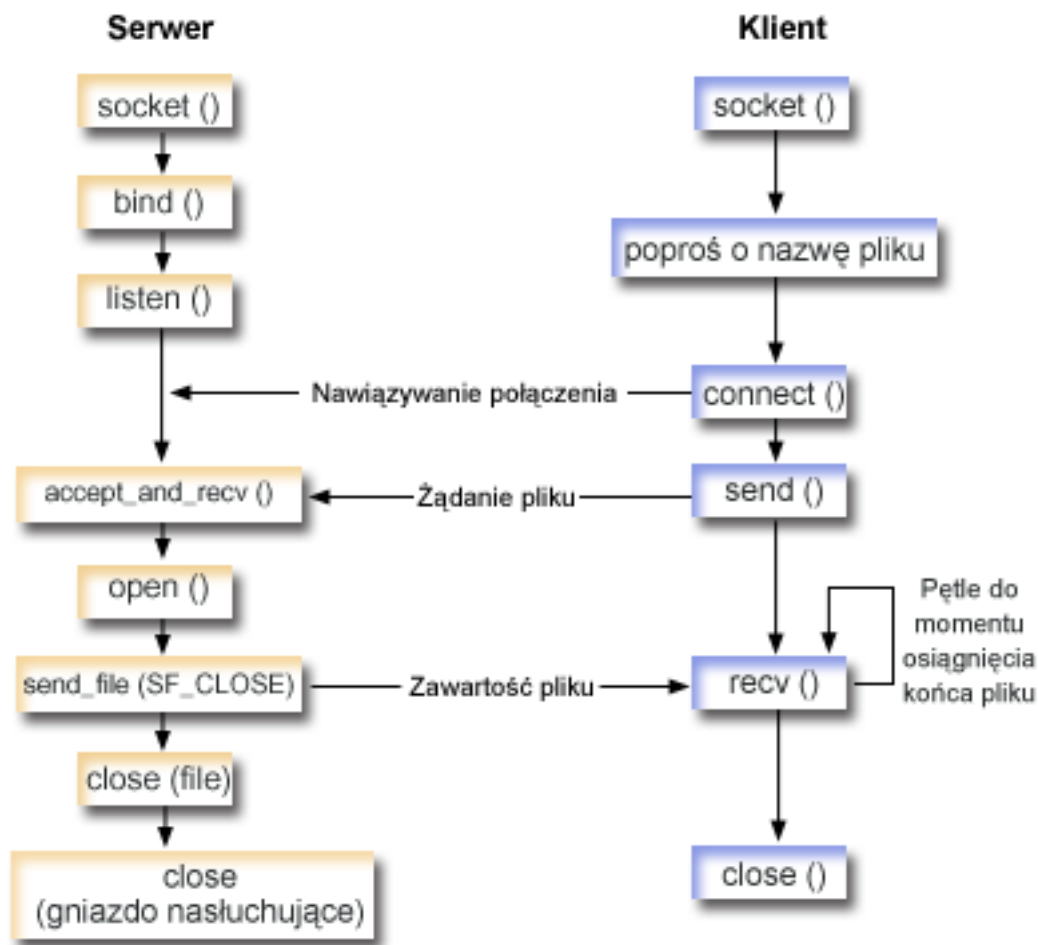 Serwer
Klient
socket ()
socket ()
bind ()
poproś o nazwę pliku
listen ()
Nawiązywanie połączenia
connect ()
accept_and_recv ()
Żądanie pliku
send ()
open ()
Pętle do
momentu
osiągnięcia
końca pliku
send_file (SF_CLOSE)
Zawartość pliku
recv ()
close (file)
close
(gniazdo nasłuchujące)
close ()